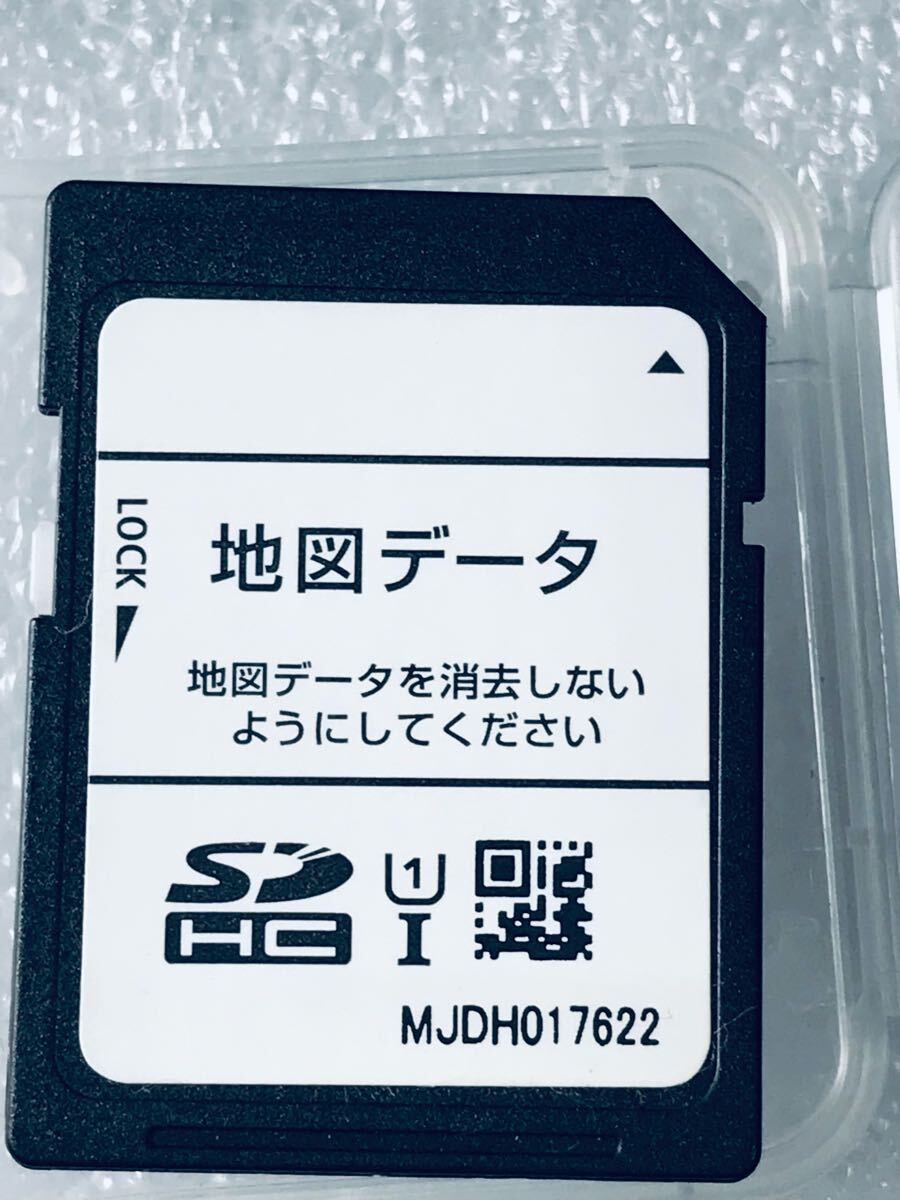 LOCK
地図データ
地図データを消去しない
ようにしてください
SD
HC
1
I
MJDH017622